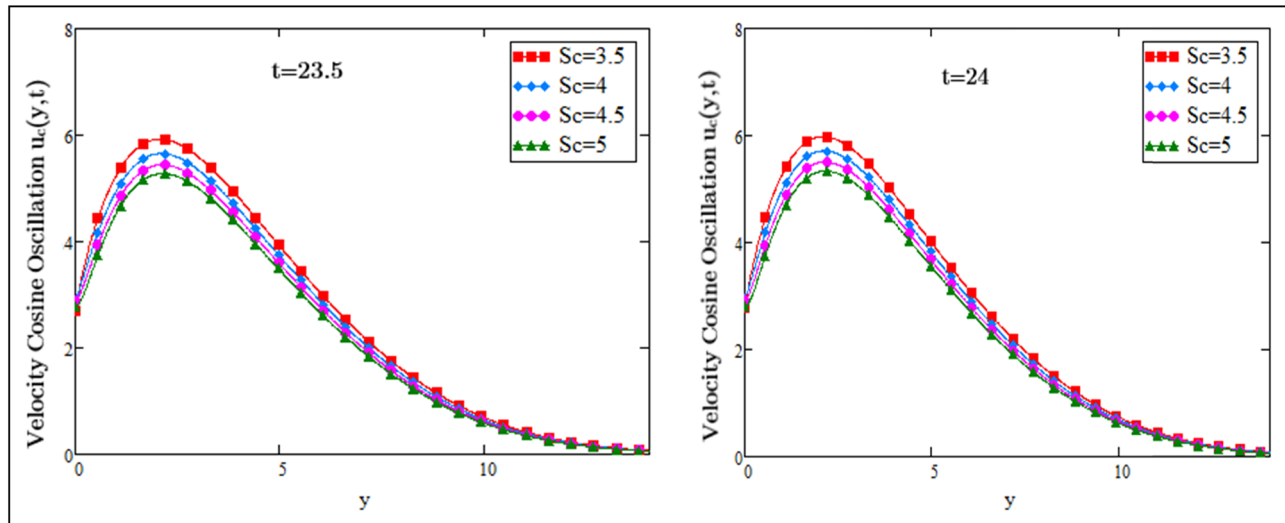 Velocity Cosine Oscillation u_c(y,t)
8
6
4
2
0
t=23.5
Sc=3.5
Sc=4
Sc=4.5
Sc=5
0
5
10
y
Velocity Cosine Oscillation u_c(y,t)
8
6
4
2
0
t=24
Sc=3.5
Sc=4
Sc=4.5
Sc=5
0
5
10
y